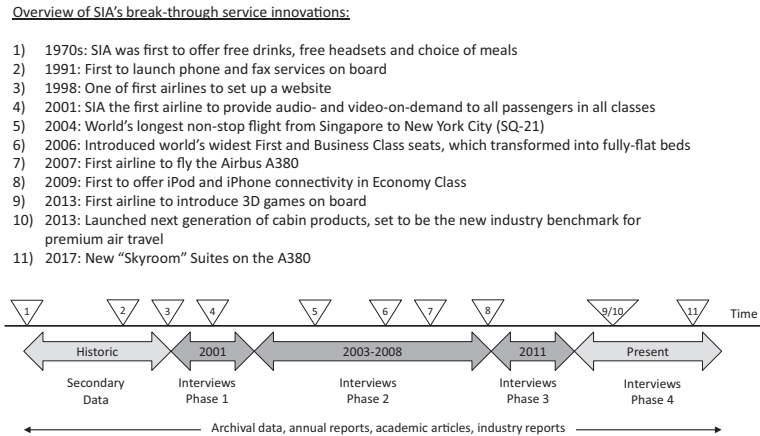 Overview of SIA's break-through service innovations:
1) 1970s: SIA was first to offer free drinks, free headsets and choice of meals
2) 1991: First to launch phone and fax services on board
3) 1998: One of first airlines to set up a website
4) 2001: SIA the first airline to provide audio- and video-on-demand to all passengers in all classes
5) 2004: World's longest non-stop flight from Singapore to New York City (SQ-21)
6) 2006: Introduced world's widest First and Business Class seats, which transformed into fully-flat beds
7) 2007: First airline to fly the Airbus A380
8) 2009: First to offer iPod and iPhone connectivity in Economy Class
9) 2013: First airline to introduce 3D games on board
10) 2013: Launched next generation of cabin products, set to be the new industry benchmark for
premium air travel
11) 2017: New “Skyroom” Suites on the A380
1 2 3 4 5 6 7 8 9/10 11 Time
Historic 2001 2003-2008 2011 Present
Secondary Interviews Interviews Interviews Interviews
Data Phase 1 Phase 2 Phase 3 Phase 4
Archival data, annual reports, academic articles, industry reports